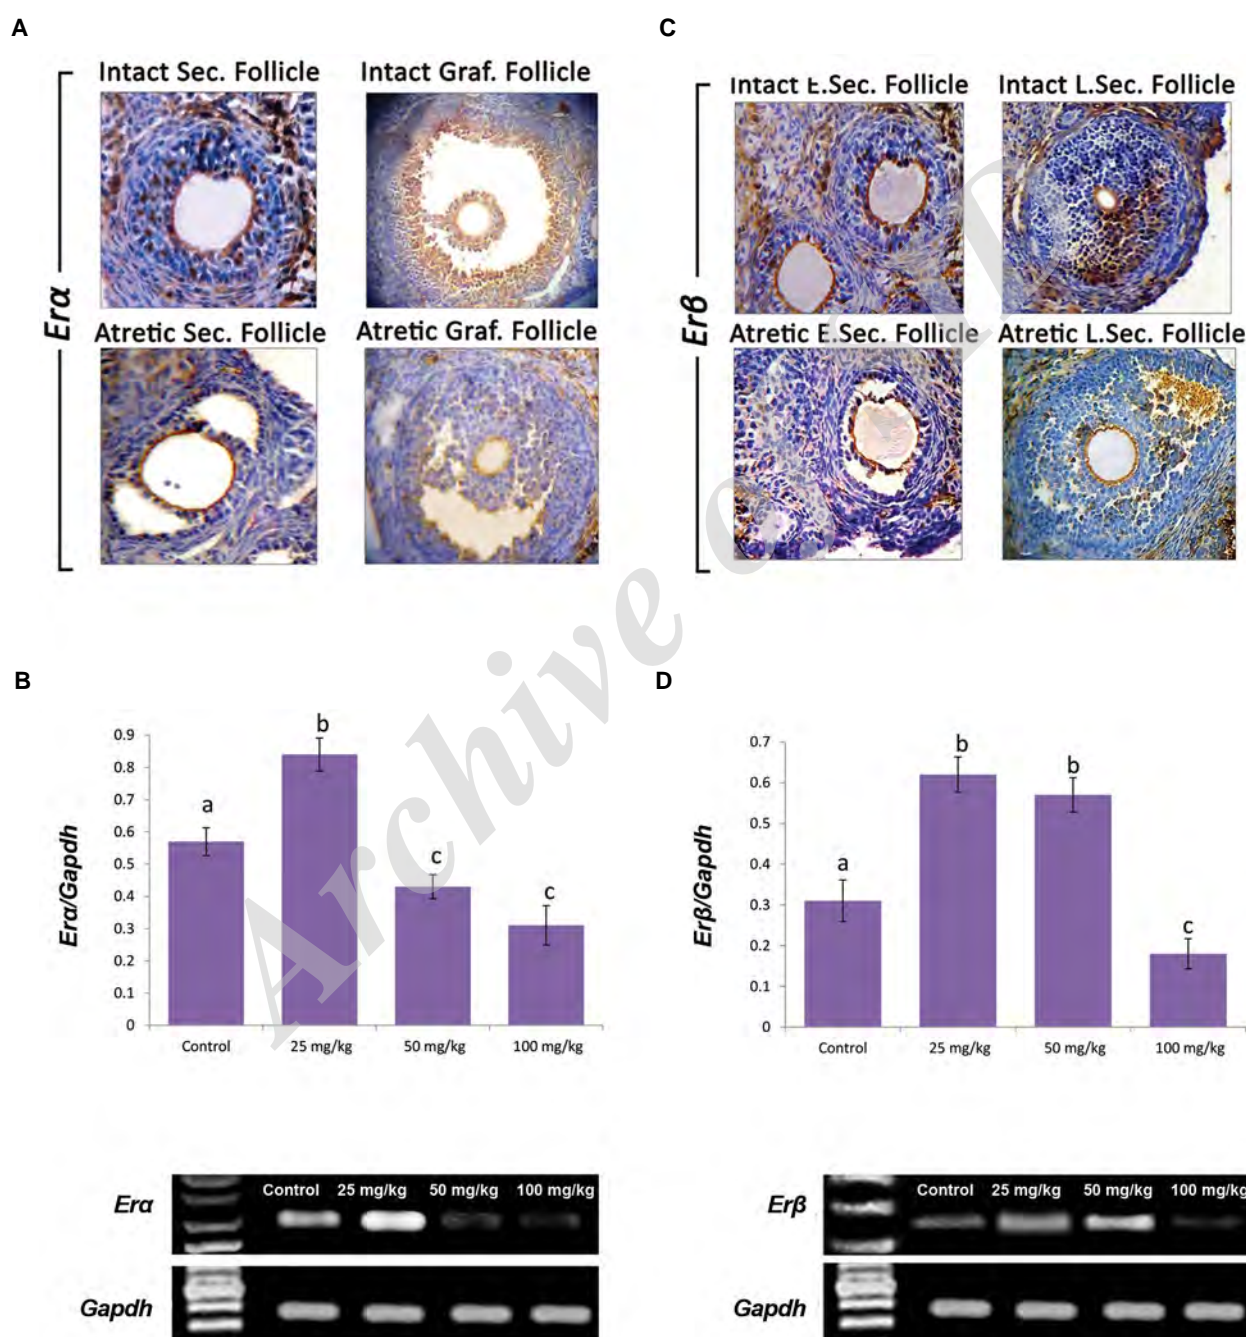 A
Intact Sec. Follicle
Intact Graf. Follicle
Erα
Atretic Sec. Follicle
Atretic Graf. Follicle
C
Intact E.Sec. Follicle
Intact L.Sec. Follicle
Erβ
Atretic E.Sec. Follicle
Atretic L.Sec. Follicle
B
Erα/Gapdh
0.9
0.8
0.7
0.6
0.5
0.4
0.3
0.2
0.1
0
a
b
c
c
Control
25 mg/kg
50 mg/kg
100 mg/kg
Erα
Control 25 mg/kg 50 mg/kg 100 mg/kg
Gapdh
D
Erβ/Gapdh
0.7
0.6
0.5
0.4
0.3
0.2
0.1
0
a
b
b
c
Control
25 mg/kg
50 mg/kg
100 mg/kg
Erβ
Control 25 mg/kg 50 mg/kg 100 mg/kg
Gapdh
Archive of